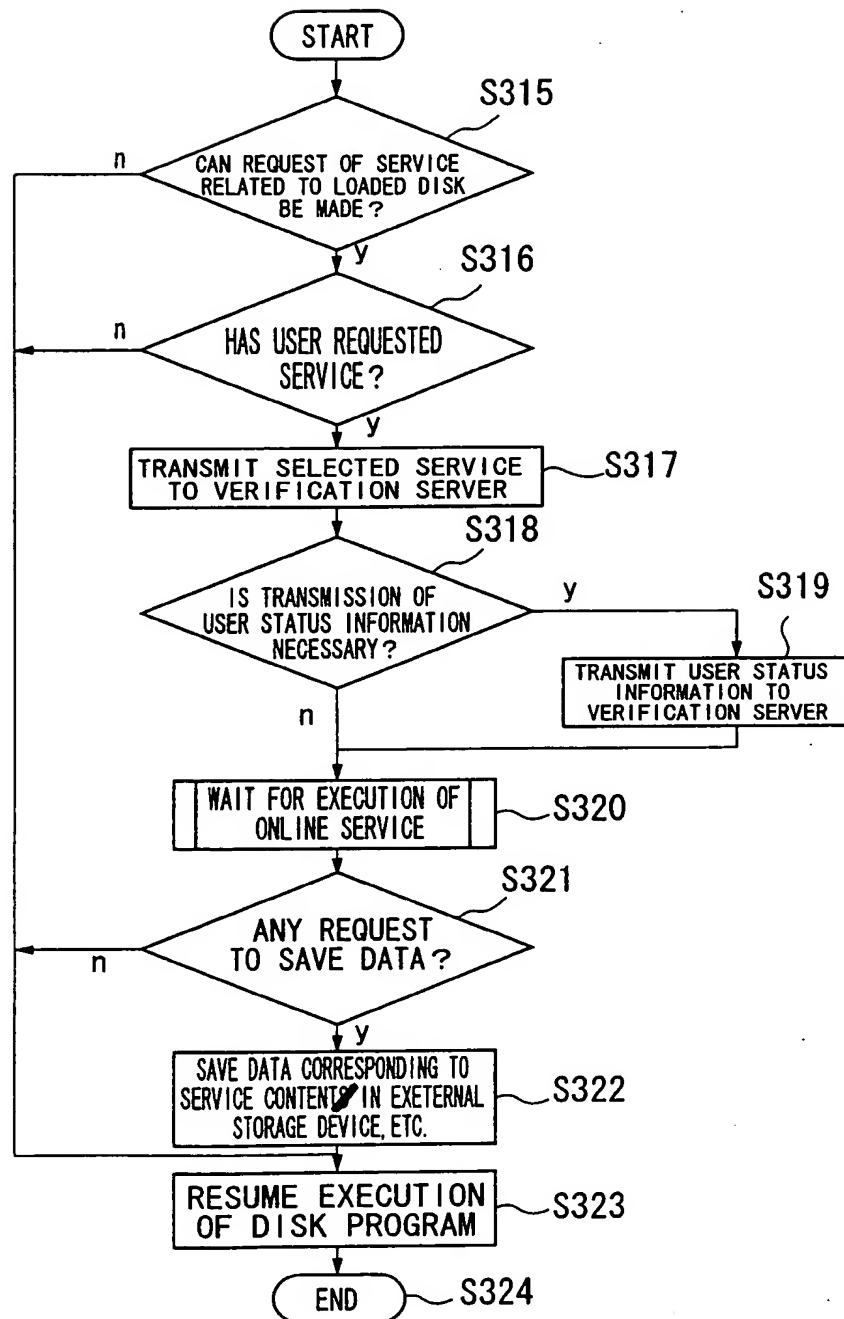 START
S315
n
CAN REQUEST OF SERVICE
RELATED TO LOADED DISK
BE MADE?
y
S316
n
HAS USER REQUESTED
SERVICE?
y
TRANSMIT SELECTED SERVICE
TO VERIFICATION SERVER
S317
S318
IS TRANSMISSION OF
USER STATUS INFORMATION
NECESSARY?
y
S319
TRANSMIT USER STATUS
INFORMATION TO
VERIFICATION SERVER
n
WAIT FOR EXECUTION OF
ONLINE SERVICE
S320
S321
ANY REQUEST
TO SAVE DATA?
n
y
SAVE DATA CORRESPONDING TO
SERVICE CONTENTS IN EXETERNAL
STORAGE DEVICE, ETC.
S322
RESUME EXECUTION
OF DISK PROGRAM
S323
END
S324